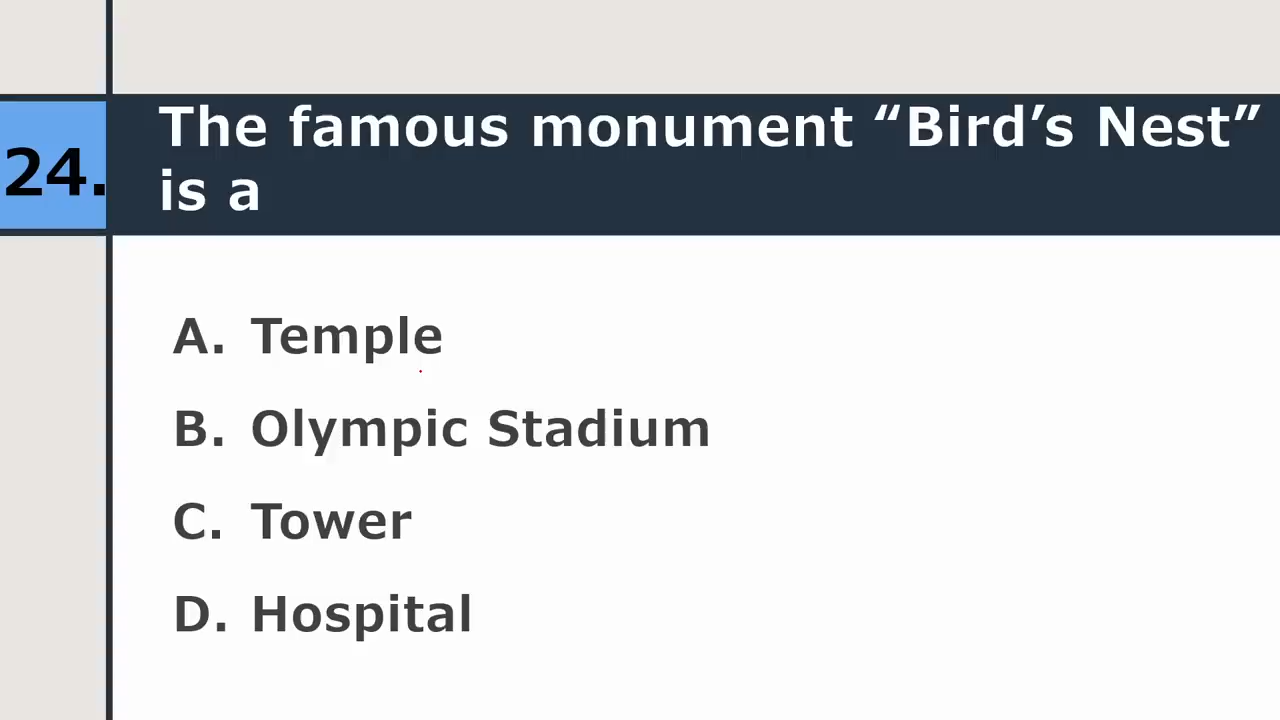 24.
The famous monument “Bird’s Nest”
is a
A. Temple
B. Olympic Stadium
C. Tower
D. Hospital